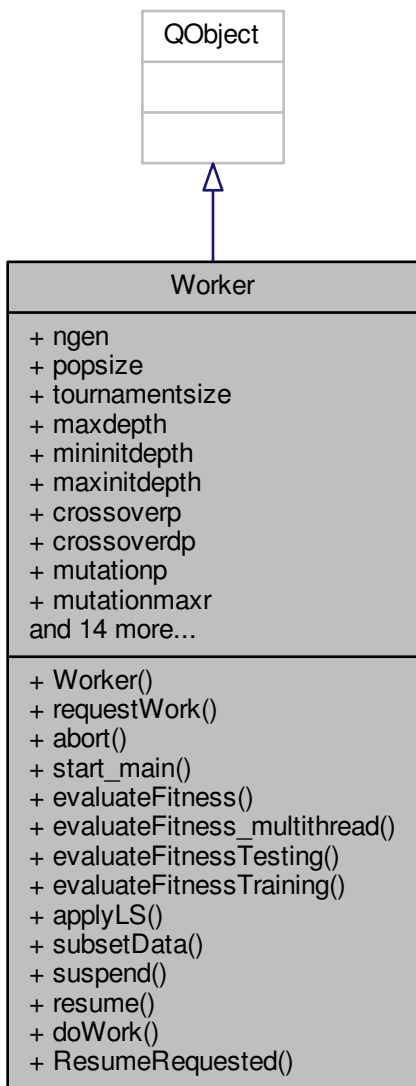 QObject
Worker
+ ngen
+ popsize
+ tournamentsize
+ maxdepth
+ mininitdepth
+ maxinitdepth
+ crossoverp
+ crossoverdp
+ mutationp
+ mutationmaxr
and 14 more...
+ Worker()
+ requestWork()
+ abort()
+ start_main()
+ evaluateFitness()
+ evaluateFitness_multithread()
+ evaluateFitnessTesting()
+ evaluateFitnessTraining()
+ applyLS()
+ subsetData()
+ suspend()
+ resume()
+ doWork()
+ ResumeRequested()